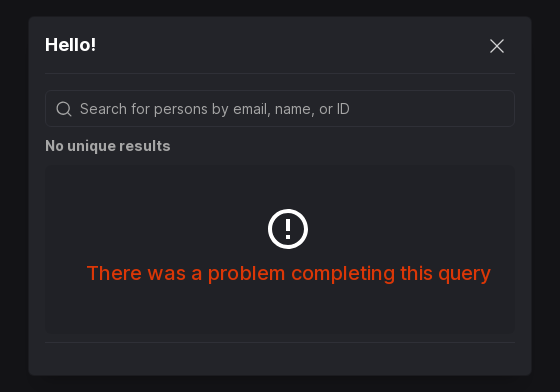 Hello!
Search for persons by email, name, or ID
No unique results
There was a problem completing this query